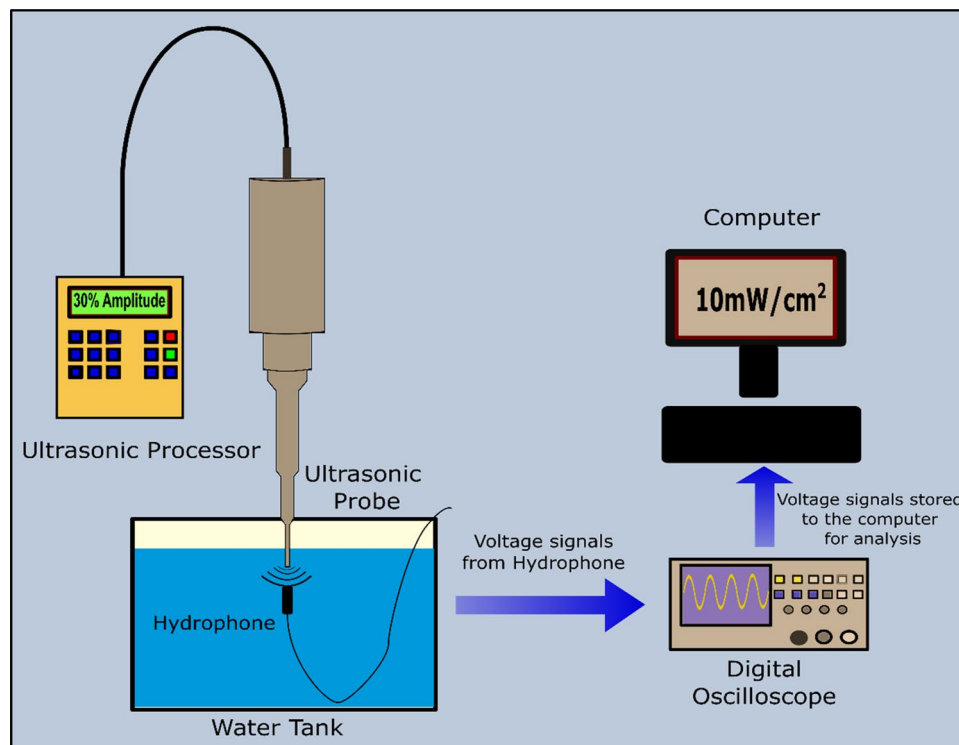 30% Amplitude
Ultrasonic Processor
Ultrasonic
Probe
Hydrophone
Water Tank
Voltage signals
from Hydrophone
Computer
10mW/cm²
Voltage signals stored
to the computer
for analysis
Digital
Oscilloscope